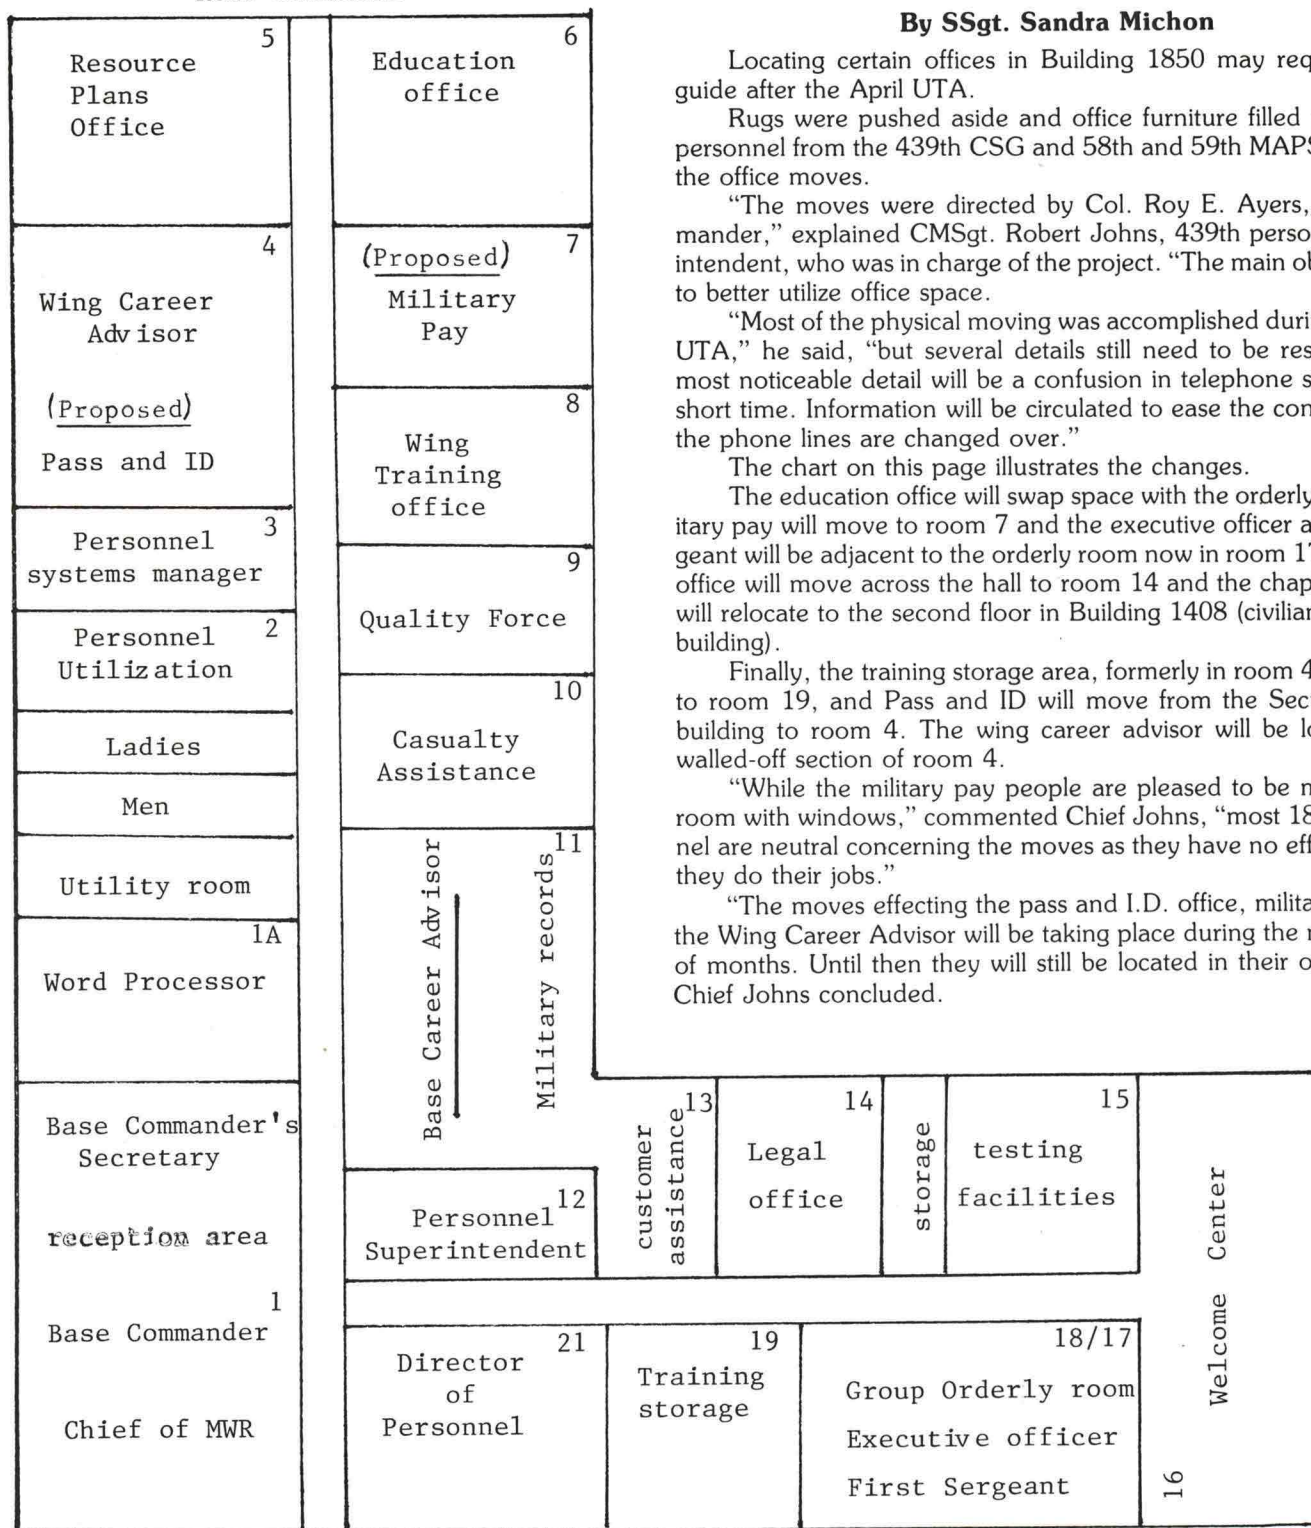 5
Resource
Plans
Office
4
Wing Career
Advisor
(Proposed)
Pass and ID
3
Personnel
systems manager
2
Personnel
Utilization
Ladies
Men
Utility room
1A
Word Processor
Base Commander's
Secretary
reception area
1
Base Commander
Chief of MWR
6
Education
office
7
(Proposed)
Military
Pay
8
Wing
Training
office
9
Quality Force
10
Casualty
Assistance
11
Base Career Advisor
Military records
12
Personnel
Superintendent
13
customer
assistance
14
Legal
office
storage
15
testing
facilities
Welcome Center
16
21
Director
of
Personnel
19
Training
storage
18/17
Group Orderly room
Executive officer
First Sergeant
By SSgt. Sandra Michon
Locating certain offices in Building 1850 may req
guide after the April UTA.
Rugs were pushed aside and office furniture filled
personnel from the 439th CSG and 58th and 59th MAPS
the office moves.
"The moves were directed by Col. Roy E. Ayers,
mander," explained CMSgt. Robert Johns, 439th perso
intendent, who was in charge of the project. "The main ob
to better utilize office space.
"Most of the physical moving was accomplished duri
UTA," he said, "but several details still need to be res
most noticeable detail will be a confusion in telephone s
short time. Information will be circulated to ease the con
the phone lines are changed over."
The chart on this page illustrates the changes.
The education office will swap space with the orderly
itary pay will move to room 7 and the executive officer a
geant will be adjacent to the orderly room now in room 17
office will move across the hall to room 14 and the chap
will relocate to the second floor in Building 1408 (civilian
building).
Finally, the training storage area, formerly in room 4
to room 19, and Pass and ID will move from the Sec
building to room 4. The wing career advisor will be lo
walled-off section of room 4.
"While the military pay people are pleased to be m
room with windows," commented Chief Johns, "most 18
nel are neutral concerning the moves as they have no eff
they do their jobs."
"The moves effecting the pass and I.D. office, milita
the Wing Career Advisor will be taking place during the n
of months. Until then they will still be located in their o
Chief Johns concluded.